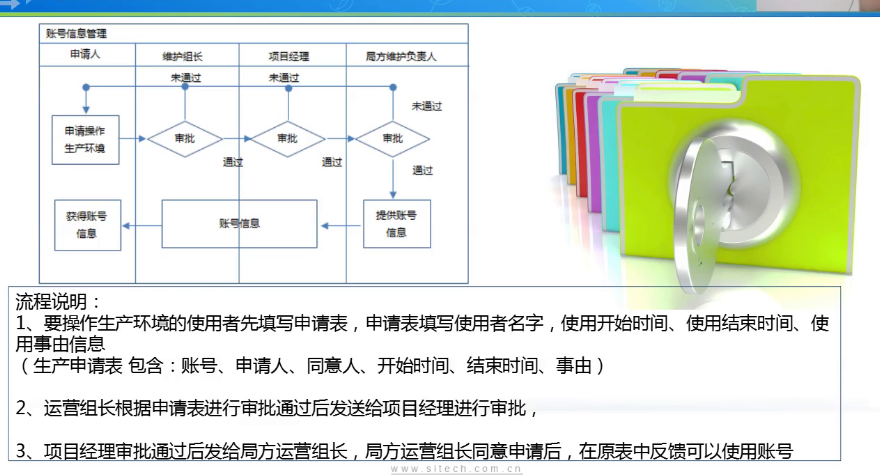 账号信息管理
申请人
维护组长
项目经理
局方维护负责人
未通过
未通过
未通过
申请操作
生产环境
审批
审批
审批
通过
通过
通过
获得账号
信息
账号信息
提供账号
信息
流程说明：
1、要操作生产环境的使用者先填写申请表，申请表填写使用者名字，使用开始时间、使用结束时间、使
用事由信息
（生产申请表 包含：账号、申请人、同意人、开始时间、结束时间、事由）
2、运营组长根据申请表进行审批通过后发送给项目经理进行审批，
3、项目经理审批通过后发给局方运营组长，局方运营组长同意申请后，在原表中反馈可以使用账号
www.sitech.com.cn